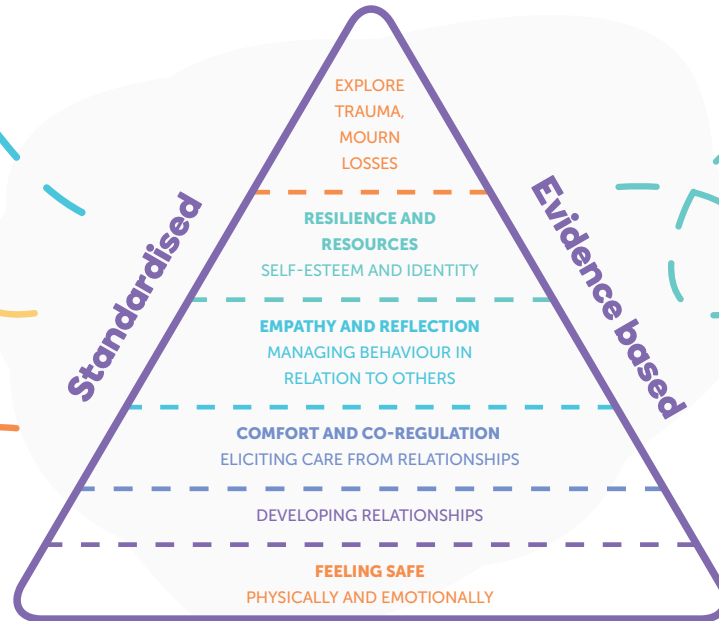 EXPLORE
TRAUMA,
MOURN
LOSSES
Standardised
Evidence based
RESILIENCE AND
RESOURCES
SELF-ESTEEM AND IDENTITY
EMPATHY AND REFLECTION
MANAGING BEHAVIOUR IN
RELATION TO OTHERS
COMFORT AND CO-REGULATION
ELICITING CARE FROM RELATIONSHIPS
DEVELOPING RELATIONSHIPS
FEELING SAFE
PHYSICALLY AND EMOTIONALLY